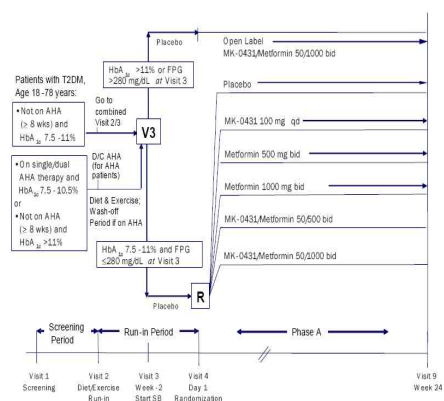 Placebo
Open Label
MK-0431/Metformin 50/1000 bid
HbA1c >11% or FPG
>280 mg/dL at Visit 3
Patients with T2DM,
Age 18 -78 years:
• Not on AHA
(≥ 8 wks) and
HbA1c 7.5 -11%
Go to
combined
Visit 2/3
V3
Placebo
MK-0431 100 mg qd
Metformin 500 mg bid
Metformin 1000 mg bid
MK-0431/Metformin 50/500 bid
MK-0431/Metformin 50/1000 bid
• On single/dual
AHA therapy and
HbA1c 7.5 -10.5%
or
• Not on AHA
(≥ 8 wks) and
HbA1c >11%
D/C AHA
(for AHA
patients)
Diet & Exercise;
Wash-off
Period if on AHA
HbA1c 7.5 -11% and FPG
≤280 mg/dL at Visit 3
Placebo
R
Screening
Period
Run-in Period
Phase A
Visit 1
Screening
Visit 2
Diet/Exercise
Run-in
Visit 3
Week -2
Start SB
Visit 4
Day 1
Randomization
Visit 9
Week 24